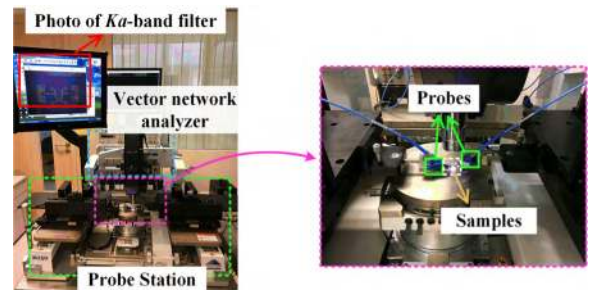 Photo of Ka-band filter
Vector network
analyzer
Probe Station
Probes
Samples